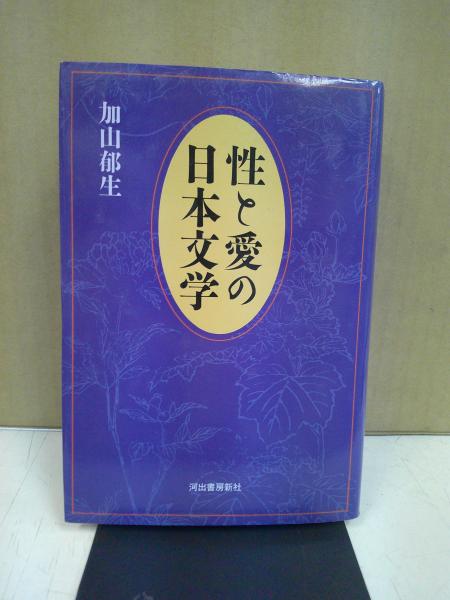 性と愛の
日本文学
加山郁生
河出書房新社